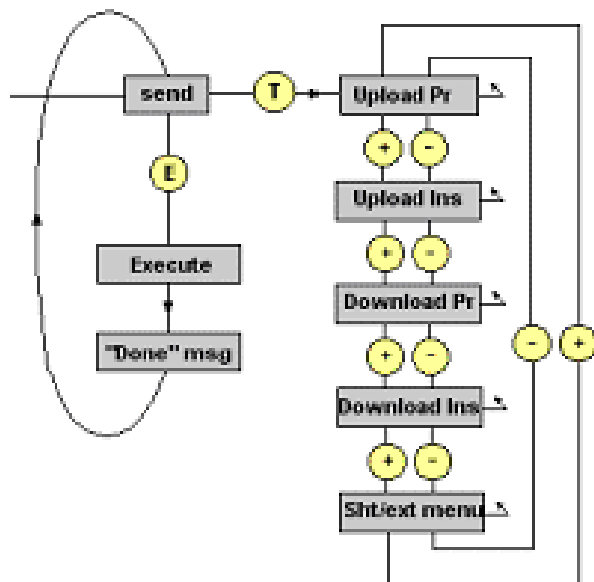 send
T
Upload Pr
+
-
E
Upload Ins
+
-
Execute
Download Pr
"Done" msg
+
-
-
+
Download Ins
+
-
Sht/ext menu